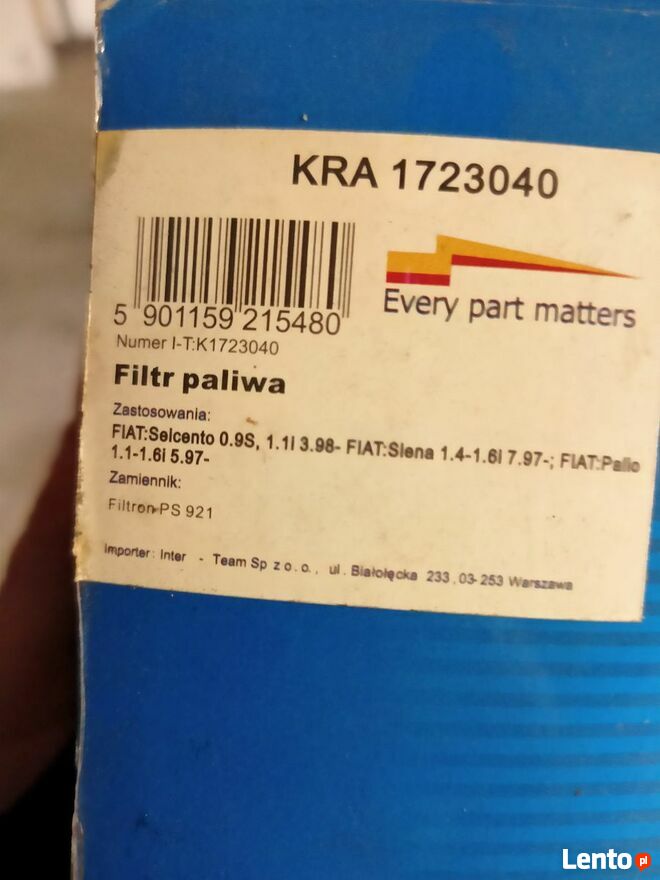 KRA 1723040
5 901159 215480
Every part matters
Numer I-T:K1723040
Filtr paliwa
Zastosowania:
FIAT:Seicento 0.9S, 1.1i 3.98- FIAT:Siena 1.4-1.6i 7.97-; FIAT:Palio
1.1-1.6i 5.97-
Zamiennik:
Filtron PS 921
Importer: Inter - Team Sp z o.o., ul. Białołęcka 233, 03-253 Warszawa
Lento.pl